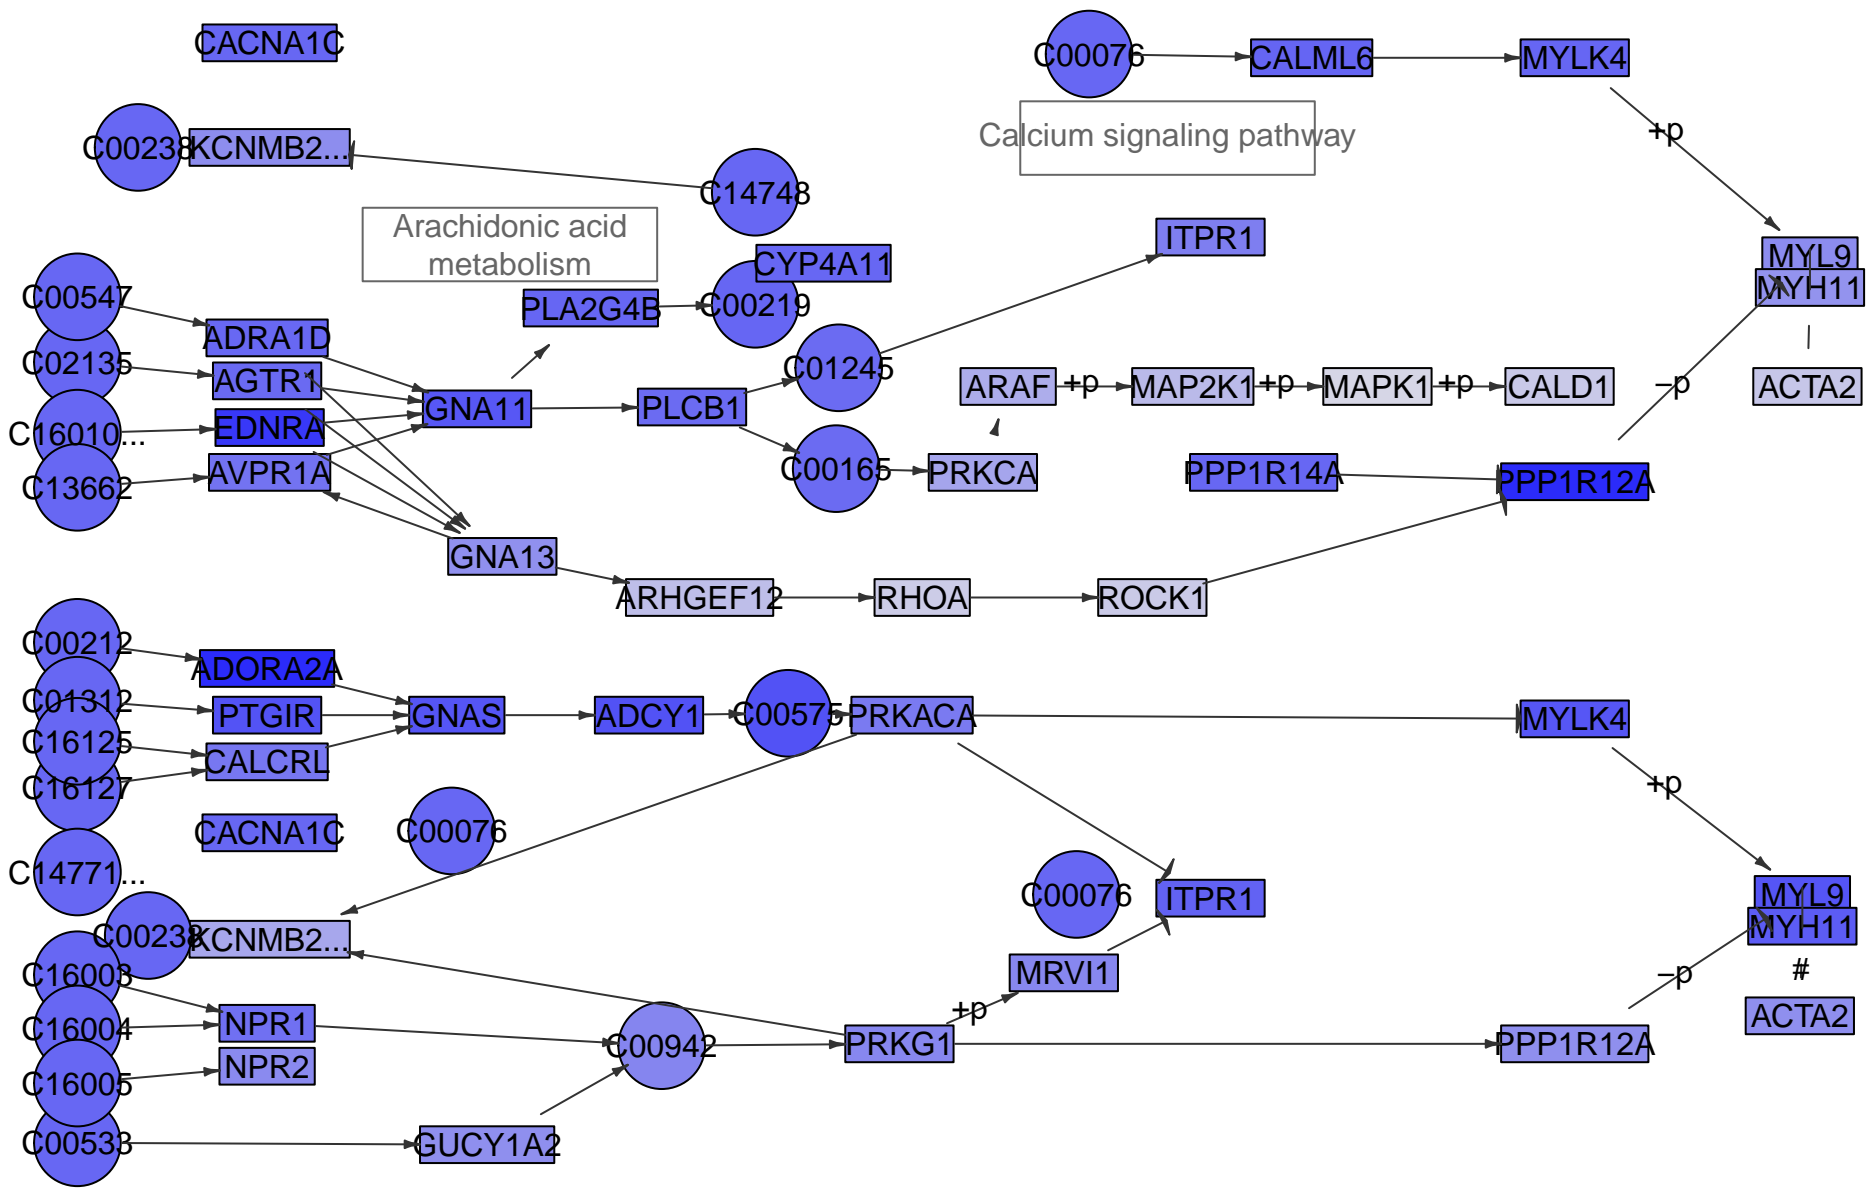 CACNA1C
C00076
CALML6
MYLK4
+p
Calcium signaling pathway
C00238
KCNMB2...
C14748
Arachidonic acid
metabolism
ITPR1
MYL9
MYH11
CYP4A11
C00219
PLA2G4B
C00547
ADRA1D
C02135
AGTR1
C01245
ARAF
+p
MAP2K1
+p
MAPK1
+p
CALD1
–p
ACTA2
GNA11
PLCB1
C16010...
EDNRA
C13662
AVPR1A
C00165
PRKCA
PPP1R14A
PPP1R12A
GNA13
ARHGEF12
RHOA
ROCK1
C00212
ADORA2A
C01312
PTGIR
GNAS
ADCY1
C00575
PRKACA
MYLK4
C16125
CALCRL
C16127
+p
CACNA1C
C00076
C14771...
C00076
ITPR1
MYL9
MYH11
C00238
KCNMB2...
C16003
MRVI1
–p
#
+p
ACTA2
C16004
NPR1
C00942
PRKG1
PPP1R12A
NPR2
C16005
C00533
GUCY1A2